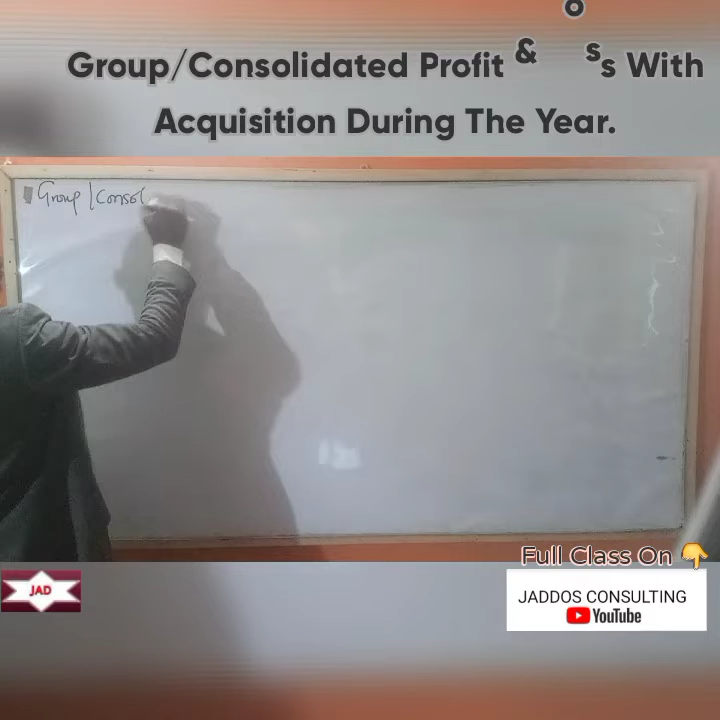 Group/Consolidated Profit & s With
Acquisition During The Year.
Group | Consol
Full Class On 👇
JAD
JADDOS CONSULTING
YouTube